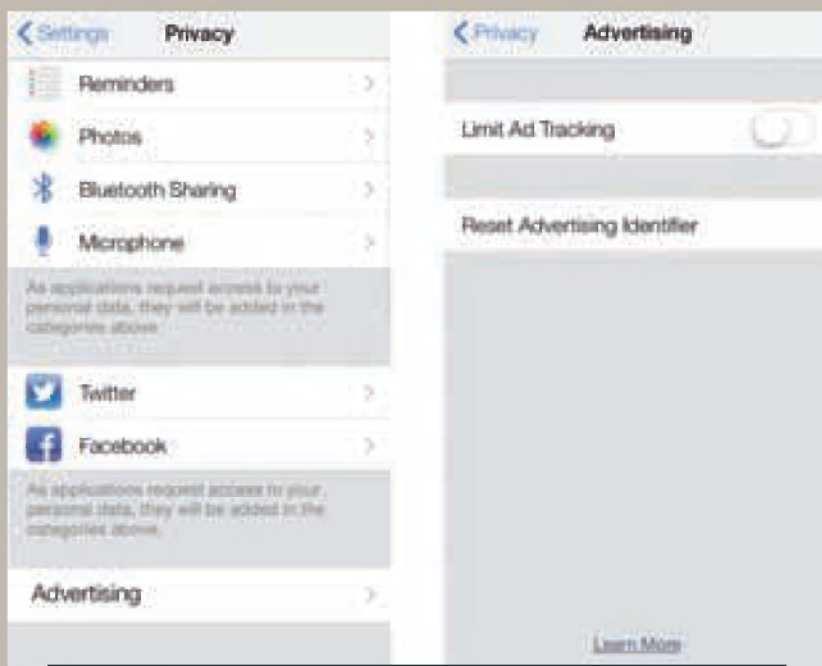 Settings
Privacy
Reminders
Photos
Bluetooth Sharing
Microphone
As applications request access to your
personal data, they will be added in the
categories above.
Twitter
Facebook
As applications request access to your
personal data, they will be added in the
categories above.
Advertising
Privacy
Advertising
Limit Ad Tracking
Reset Advertising Identifier
Learn More